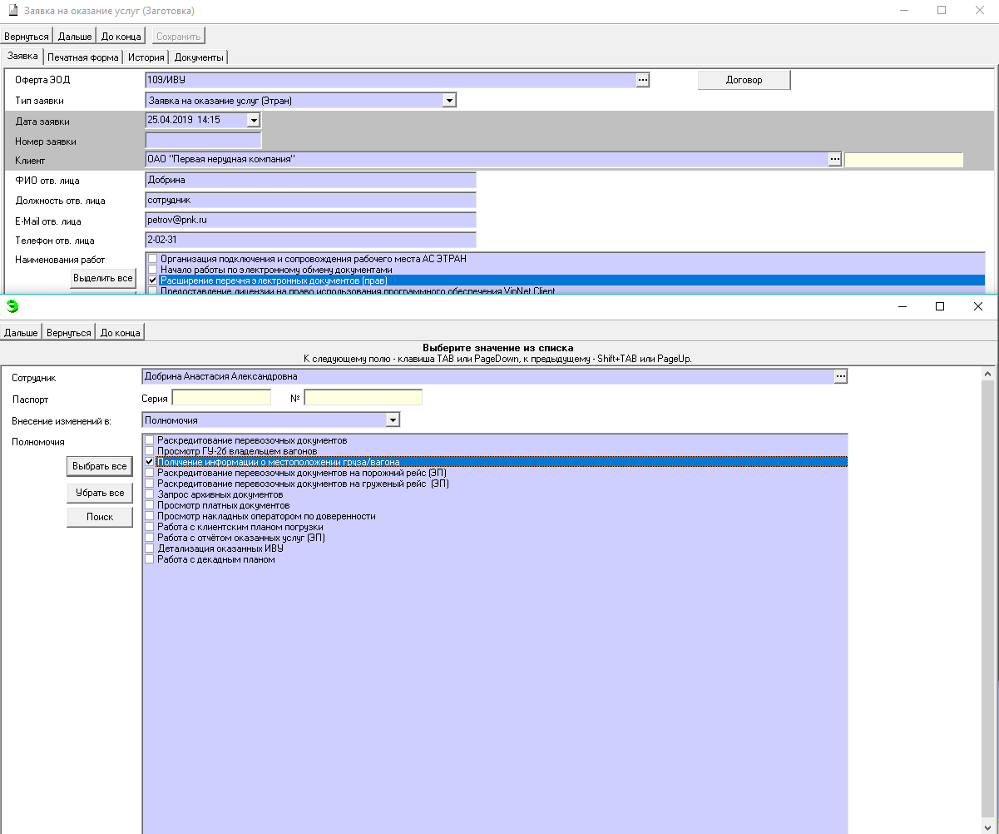 Заявка на оказание услуг (Заготовка)
Вернуться Дальше До конца Сохранить
Заявка Печатная форма История Документы
Оферта ЭОД 109/ИВУ ... Договор
Тип заявки Заявка на оказание услуг (Этран)
Дата заявки 25.04.2019 14:15
Номер заявки
Клиент ОАО "Первая нерудная компания" ...
ФИО отв. лица Добрина
Должность отв. лица сотрудник
E-Mail отв. лица petrov@pnk.ru
Телефон отв. лица 2-02-31
Наименования работ Организация подключения и сопровождения рабочего места АС ЭТРАН
Начало работы по электронному обмену документами
Выделить все Расширение перечня электронных документов (прав)
Предоставление лицензии на право использования программного обеспечения VipNet Client
Э
Дальше Вернуться До конца
Выберите значение из списка
К следующему полю - клавиша TAB или PageDown, к предыдущему - Shift+TAB или PageUp.
Сотрудник Добрина Анастасия Александровна ...
Паспорт Серия №
Внесение изменений в: Полномочия
Полномочия Раскредитование перевозочных документов
Просмотр ГУ-2б владельцем вагонов
Выбрать все Получение информации о местоположении груза/вагона
Раскредитование перевозочных документов на порожний рейс (ЭП)
Раскредитование перевозочных документов на груженый рейс (ЭП)
Убрать все Запрос архивных документов
Просмотр платных документов
Поиск Просмотр накладных оператором по доверенности
Работа с клиентским планом погрузки
Работа с отчётом оказанных услуг (ЭП)
Детализация оказанных ИВУ
Работа с декадным планом